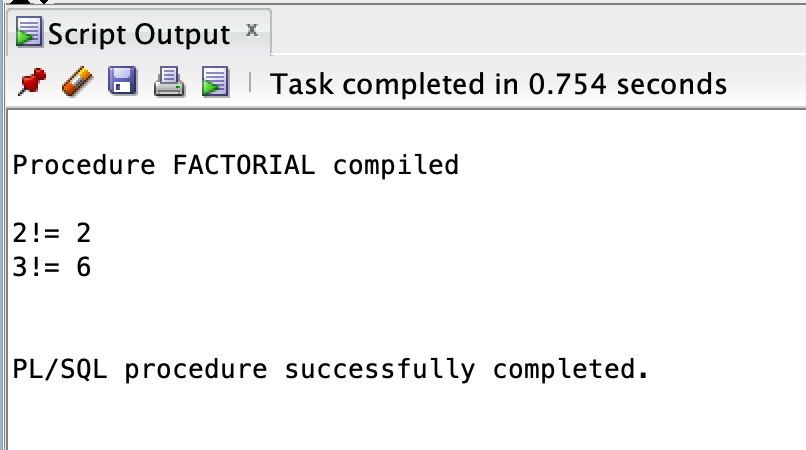 Script Output x
Task completed in 0.754 seconds
Procedure FACTORIAL compiled
2!= 2
3!= 6
PL/SQL procedure successfully completed.